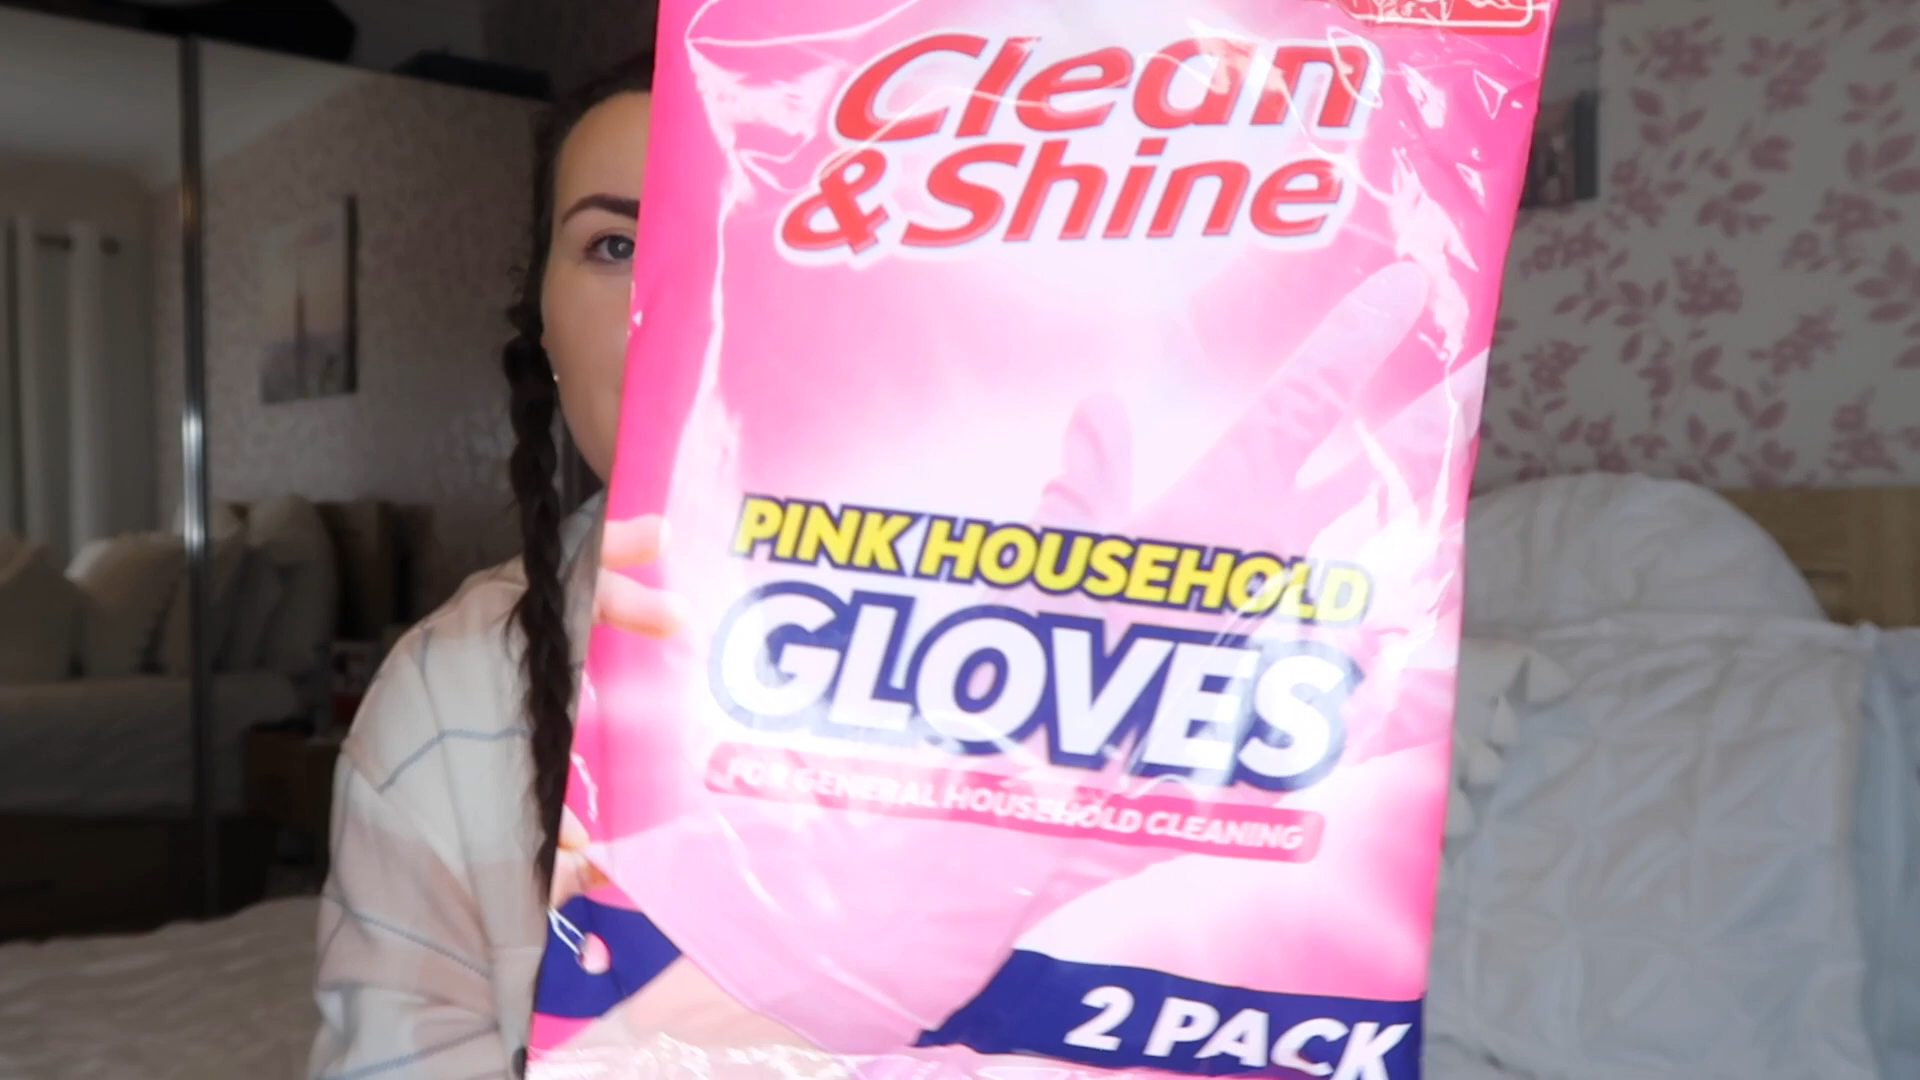 Clean
& Shine
PINK HOUSEHOLD
GLOVES
FOR GENERAL HOUSEHOLD CLEANING
2 PACK